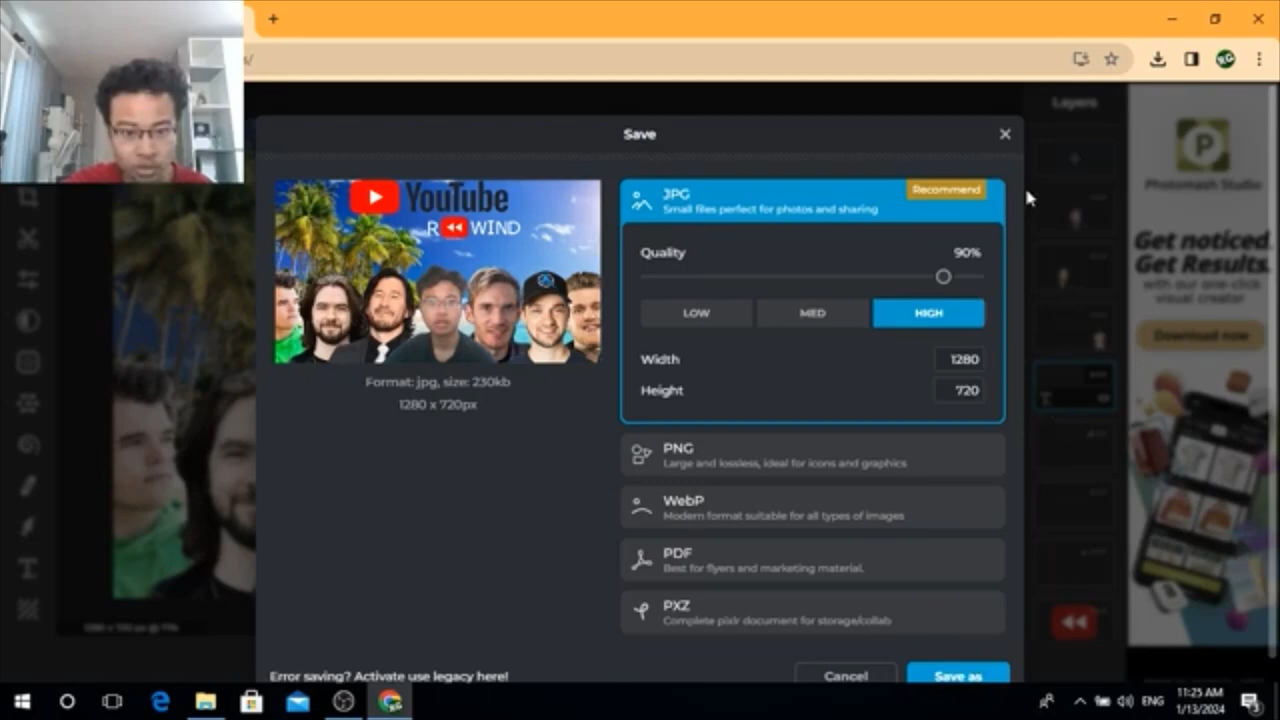 Layers
Save
YouTube
R WIND
Format: jpg, size: 230kb
1280 x 720px
JPG
Recommend
Small files perfect for photos and sharing
Quality
90%
LOW
MED
HIGH
Width
1280
Height
720
PNG
Large and lossless, ideal for icons and graphics
WebP
Modern format suitable for all types of images
PDF
Best for flyers and marketing material.
PXZ
Complete pixlr document for storage/collab
Error saving? Activate use legacy here!
Cancel
Save as
P
Photomash Studio
Get noticed.
Get Results.
with our one-click
visual creator
Download now
RG
ENG
11:25 AM
1/13/2024